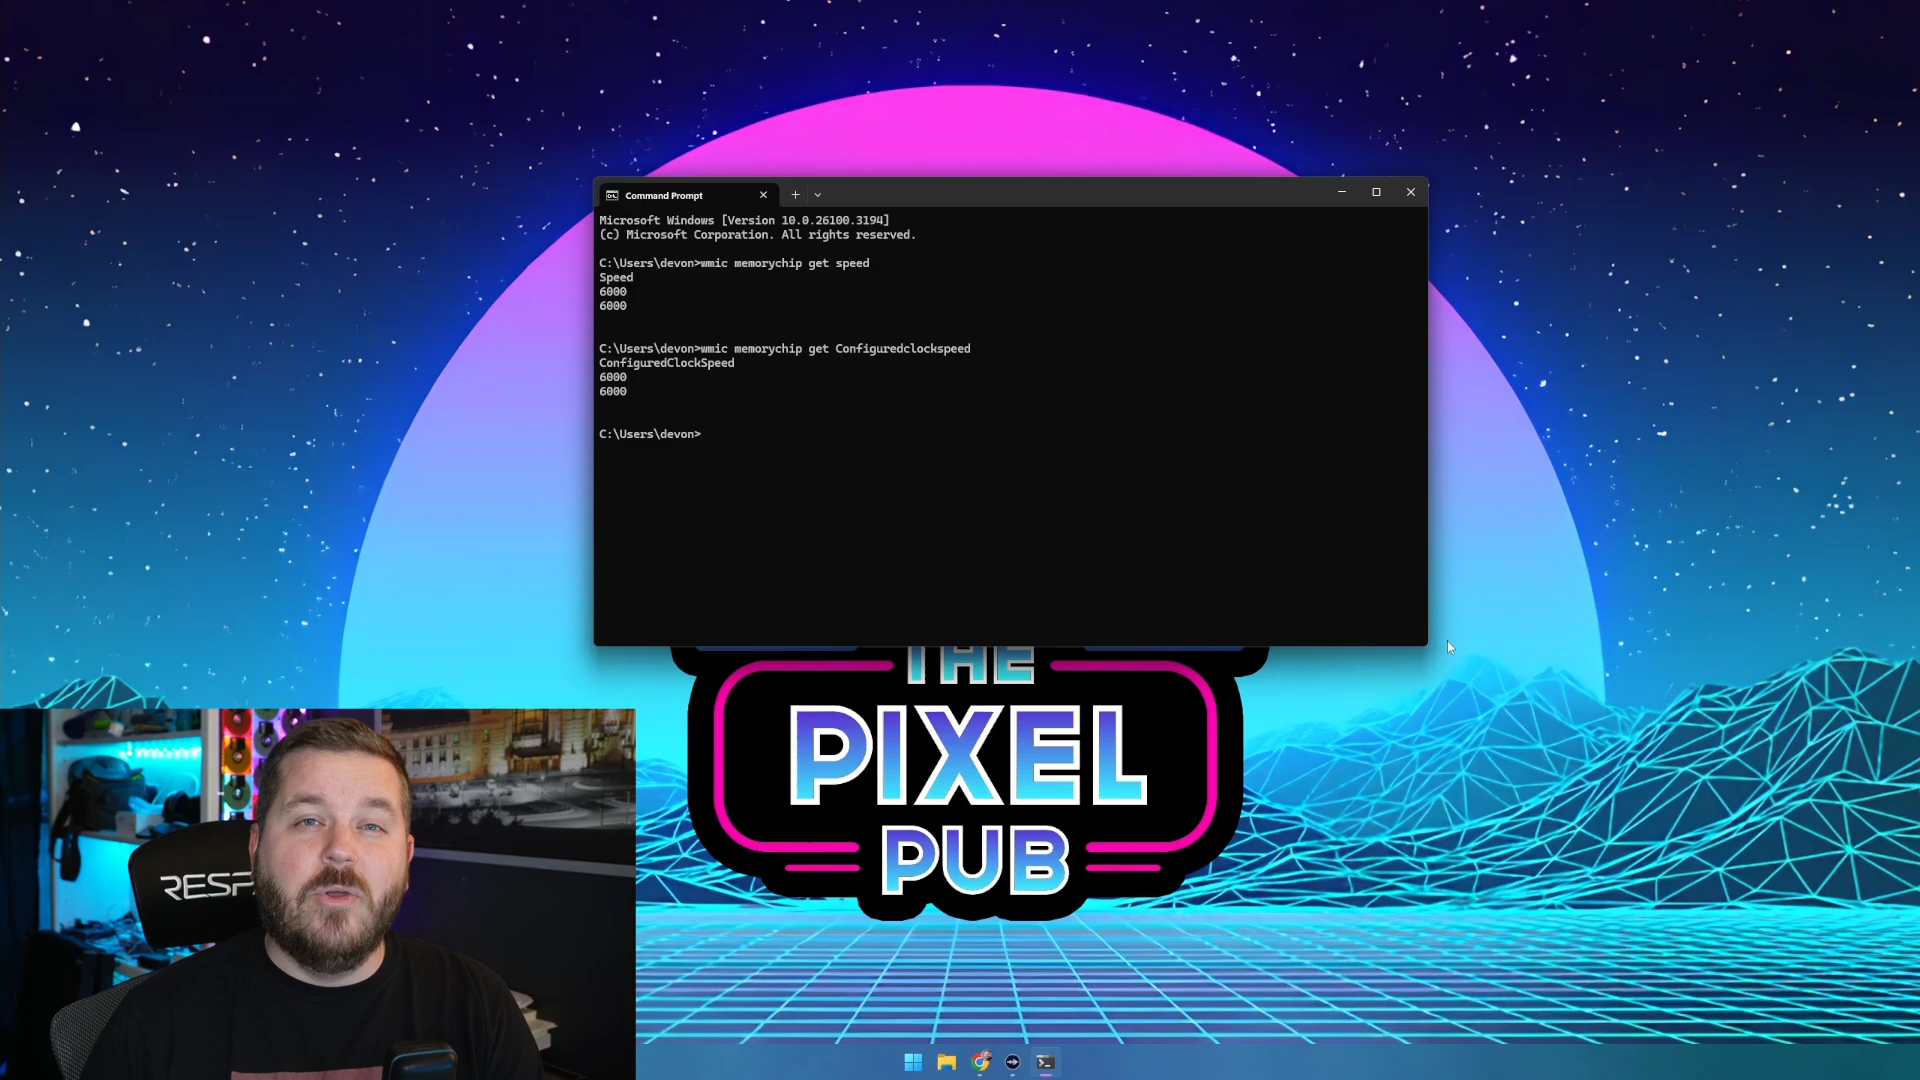 Command Prompt
Microsoft Windows [Version 10.0.26100.3194]
(c) Microsoft Corporation. All rights reserved.
C:\Users\devon>wmic memorychip get speed
Speed
6000
6000
C:\Users\devon>wmic memorychip get Configuredclockspeed
ConfiguredClockSpeed
6000
6000
C:\Users\devon>
THE
PIXEL
PUB
RESP